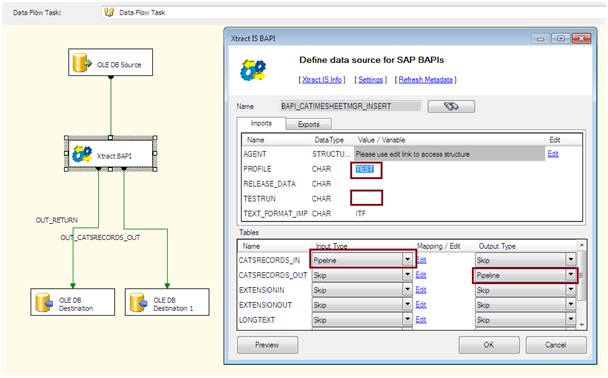 Data Flow Task: Data Flow Task
OLE DB Source
Xtract BAPI
OUT_RETURN
OUT_CATSRECORDS_OUT
OLE DB
Destination
OLE DB
Destination 1
Xtract IS BAPI
Define data source for SAP BAPIs
[ Xtract IS Info ] [ Settings ] [ Refresh Metadata ]
Name BAPI_CATIMESHEETMGR_INSERT
Imports Exports
Name DataType Value / Variable Edit
AGENT STRUCTU... Please use edit link to access structure Edit
PROFILE CHAR TEST
RELEASE_DATA CHAR
TESTRUN CHAR
TEXT_FORMAT_IMP CHAR ITF
Tables
Name Input Type Mapping / Edit Output Type
CATSRECORDS_IN Pipeline Edit Skip
CATSRECORDS_OUT Skip Edit Pipeline
EXTENSIONIN Skip Edit Skip
EXTENSIONOUT Skip Edit Skip
LONGTEXT Skip Edit Skip
Preview OK Cancel